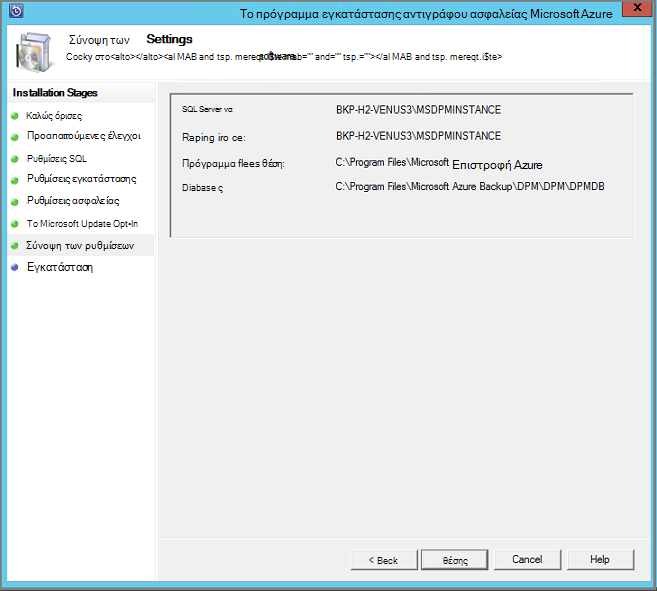 Το πρόγραμμα εγκατάστασης αντιγράφου ασφαλείας Microsoft Azure
Σύνοψη των Settings
Cocky στο<alto></alto><al MAB and tsp. mereqt.i$te> tab="" and="" tsp.=""></al MAB and tsp. mereqt.i$te>
Installation Stages
Καλώς όρισες
Προαπαιτούμενες έλεγχοι
Ρυθμίσεις SQL
Ρυθμίσεις εγκατάστασης
Ρυθμίσεις ασφαλείας
Το Microsoft Update Opt-In
Σύνοψη των ρυθμίσεων
Εγκατάσταση
SQL Server να BKP-H2-VENUS3\MSDPMINSTANCE
Raping iro ce: BKP-H2-VENUS3\MSDPMINSTANCE
Πρόγραμμα flees θέση: C:\Program Files\Microsoft Επιστροφή Azure
Diabase ς C:\Program Files\Microsoft Azure Backup\DPM\DPM\DPMDB
< Beck
θέσης
Cancel
Help